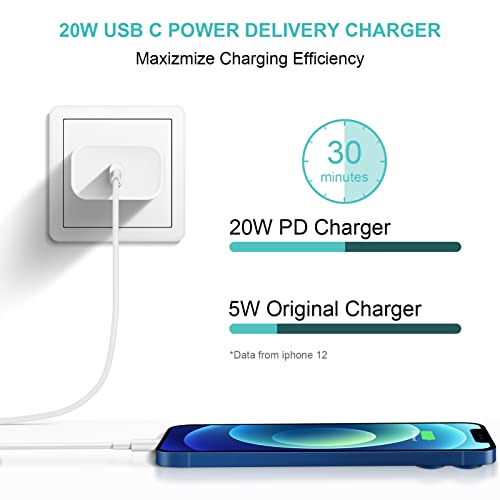 20W USB C POWER DELIVERY CHARGER
Maxizmize Charging Efficiency
30
minutes
20W PD Charger
5W Original Charger
*Data from iphone 12